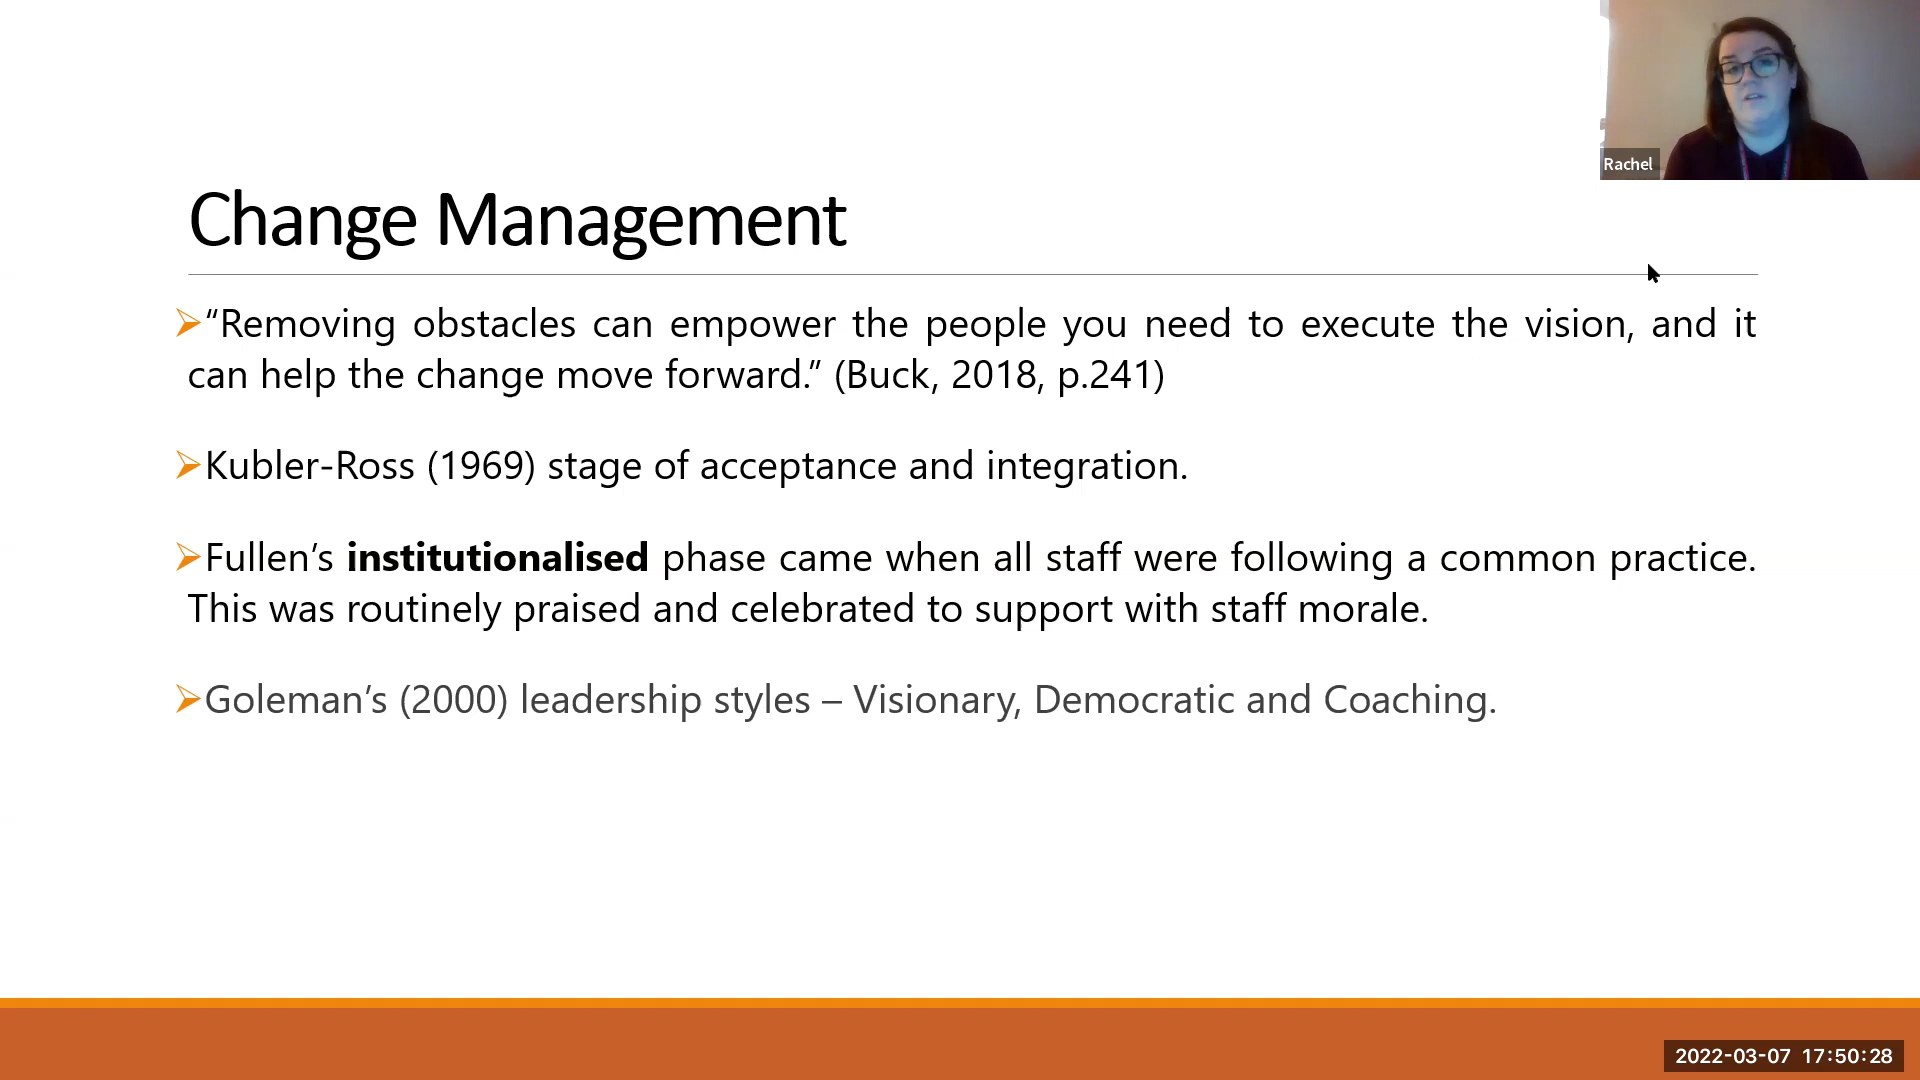 Rachel
Change Management
“Removing obstacles can empower the people you need to execute the vision, and it
can help the change move forward.” (Buck, 2018, p.241)
Kubler-Ross (1969) stage of acceptance and integration.
Fullen’s institutionalised phase came when all staff were following a common practice.
This was routinely praised and celebrated to support with staff morale.
Goleman’s (2000) leadership styles – Visionary, Democratic and Coaching.
2022-03-07 17:50:28